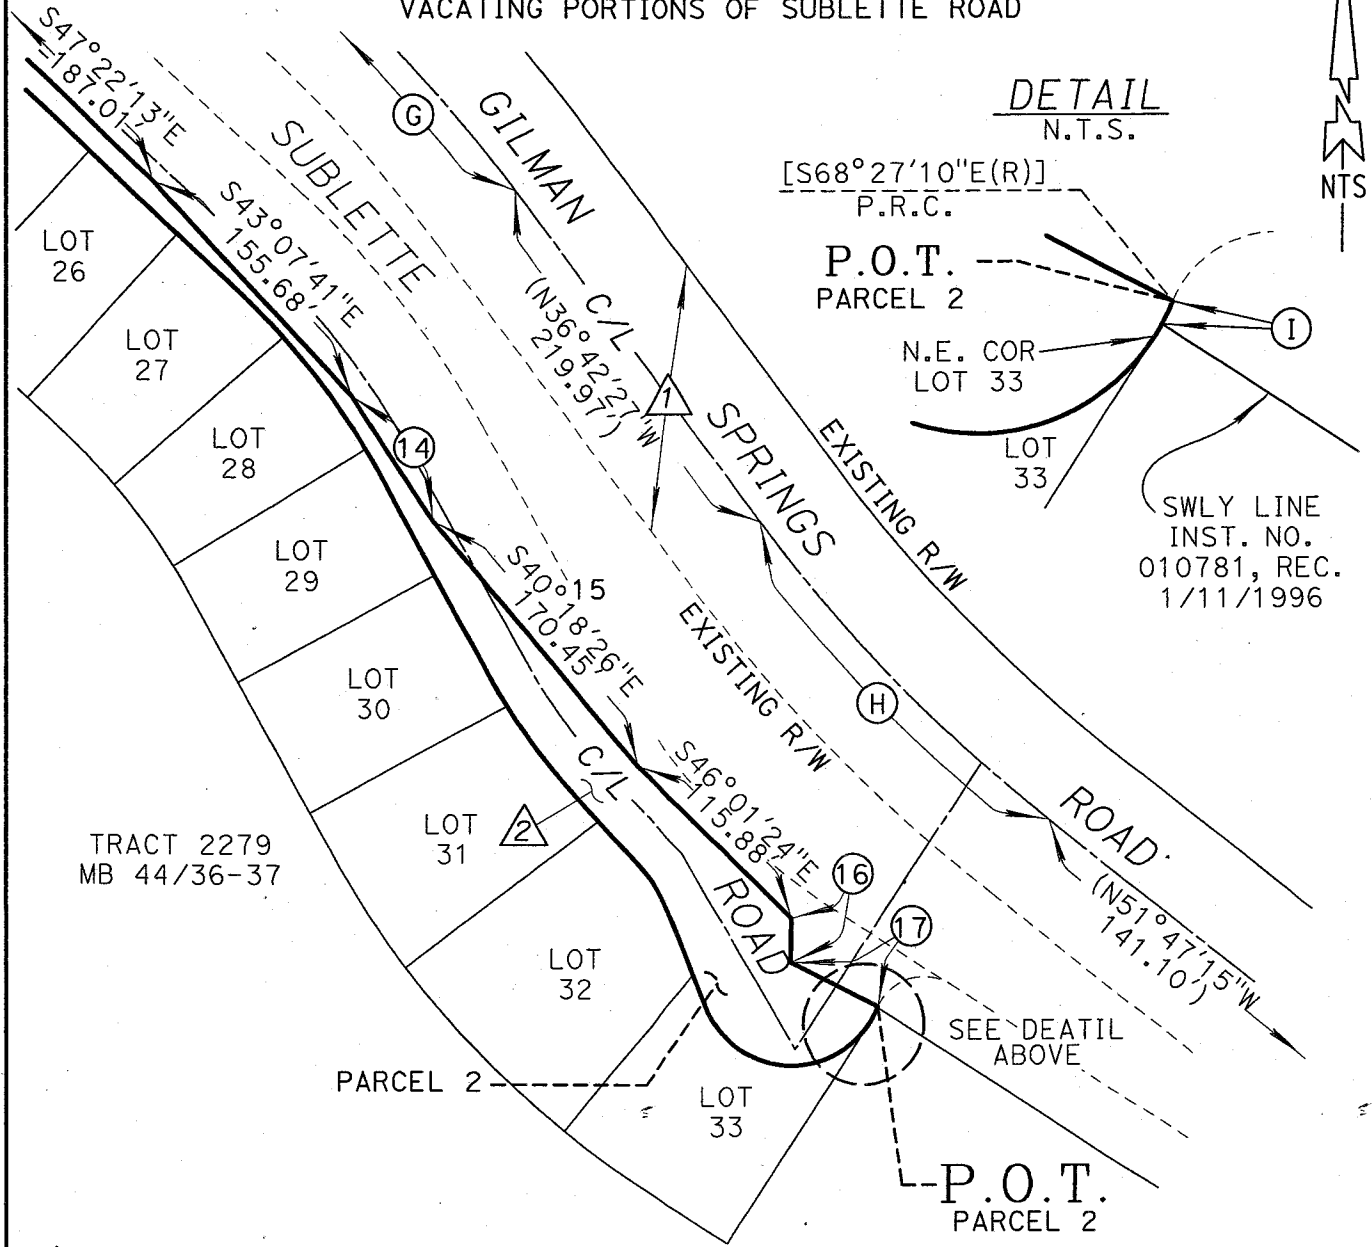 VACATING PORTIONS OF SUBLETTE ROAD
S47°22'13"E
187.01'
G
GILMAN
DETAIL
N.T.S.
NTS
SUBLETTE
[S68°27'10"E(R)]
P.R.C.
S43°07'41"E
155.68'
LOT
26
P.O.T.
PARCEL 2
C/L
(N36°42'27"W
219.97')
I
N.E. COR
LOT 33
LOT
27
1
SPRINGS
EXISTING R/W
LOT
28
14
LOT
33
SWLY LINE
INST. NO.
010781, REC.
1/11/1996
LOT
29
15
S40°18'26"E
170.45'
EXISTING R/W
LOT
30
H
C/L
S46°01'24"E
115.88'
ROAD
LOT
31
2
TRACT 2279
MB 44/36-37
16
ROAD
17
(N51°47'15"W
141.10')
LOT
32
SEE DEATIL
ABOVE
PARCEL 2
LOT
33
P.O.T.
PARCEL 2